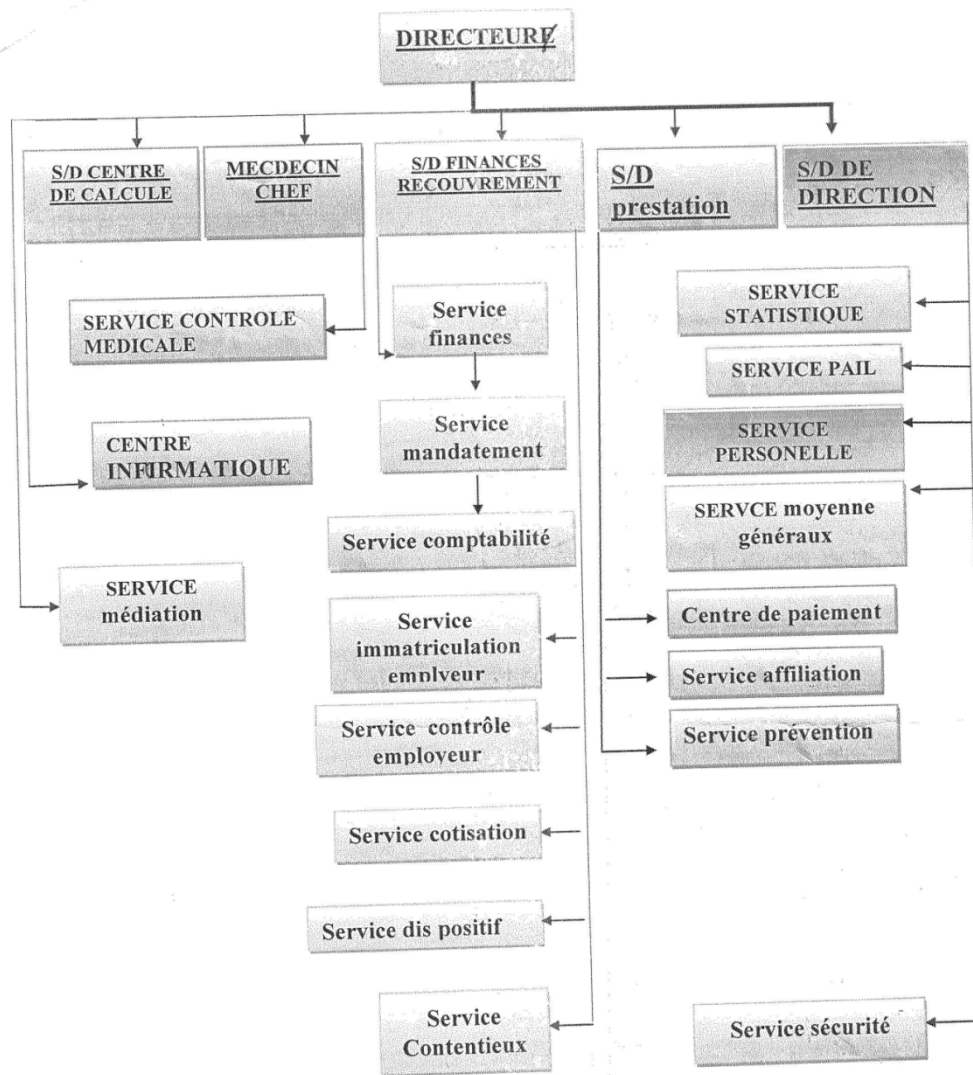 DIRECTEURE
S/D CENTRE
DE CALCULE
MECDECIN
CHEF
S/D FINANCES
RECOUVREMENT
S/D
prestation
S/D DE
DIRECTION
SERVICE CONTROLE
MEDICALE
CENTRE
INFIRMATIQUE
SERVICE
médiation
Service
finances
Service
mandatement
Service comptabilité
Service
immatriculation
emplyeur
Service contrôle
employeur
Service cotisation
Service dis positif
Service
Contentieux
SERVICE
STATISTIQUE
SERVICE PAIL
SERVICE
PERSONELLE
SERVCE moyenne
généraux
Centre de paiement
Service affiliation
Service prévention
Service sécurité